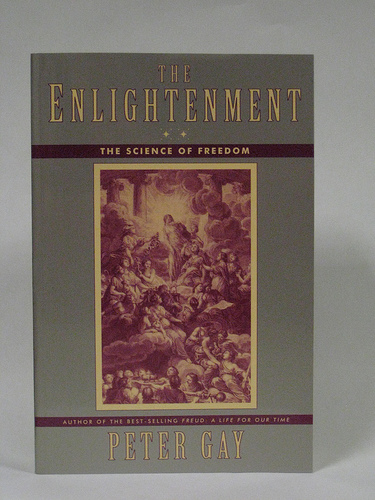 THE
ENLIGHTENMENT
THE SCIENCE OF FREEDOM
AUTHOR OF THE BEST-SELLING FREUD: A LIFE FOR OUR TIME
PETER GAY